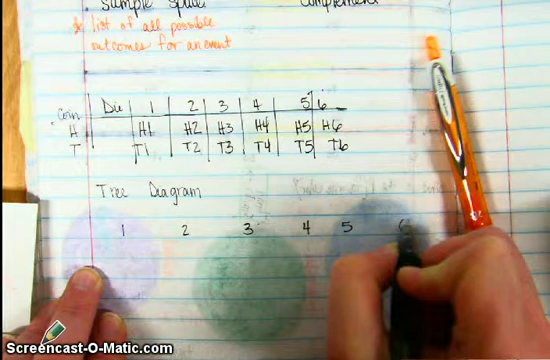 Sample Space Complement
list of all possible
outcomes for an event
Coin Die 1 2 3 4 5 6
H H1 H2 H3 H4 H5 H6
T T1 T2 T3 T4 T5 T6
Tree Diagram
1 2 3 4 5 6
Screencast-O-Matic.com